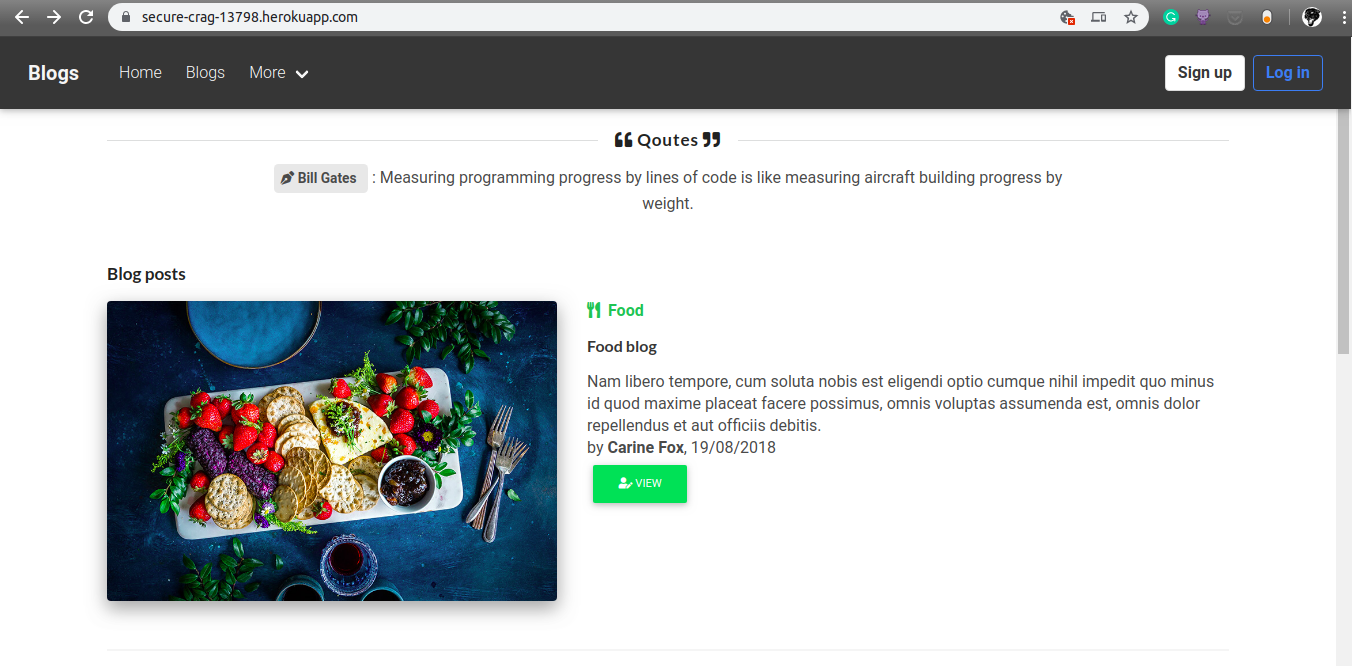 secure-crag-13798.herokuapp.com
Blogs Home Blogs More Sign up Log in
❝ Qoutes ❞
Bill Gates : Measuring programming progress by lines of code is like measuring aircraft building progress by
weight.
Blog posts
Food
Food blog
Nam libero tempore, cum soluta nobis est eligendi optio cumque nihil impedit quo minus
id quod maxime placeat facere possimus, omnis voluptas assumenda est, omnis dolor
repellendus et aut officiis debitis.
by Carine Fox, 19/08/2018
VIEW